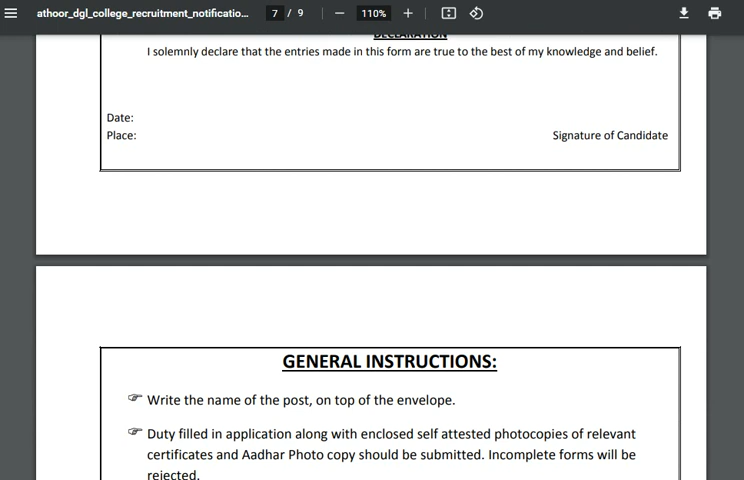 athoor_dgl_college_recruitment_notificatio... 7 / 9 110%
DECLARATION
I solemnly declare that the entries made in this form are true to the best of my knowledge and belief.
Date:
Place: Signature of Candidate
GENERAL INSTRUCTIONS:
Write the name of the post, on top of the envelope.
Duty filled in application along with enclosed self attested photocopies of relevant
certificates and Aadhar Photo copy should be submitted. Incomplete forms will be
rejected.